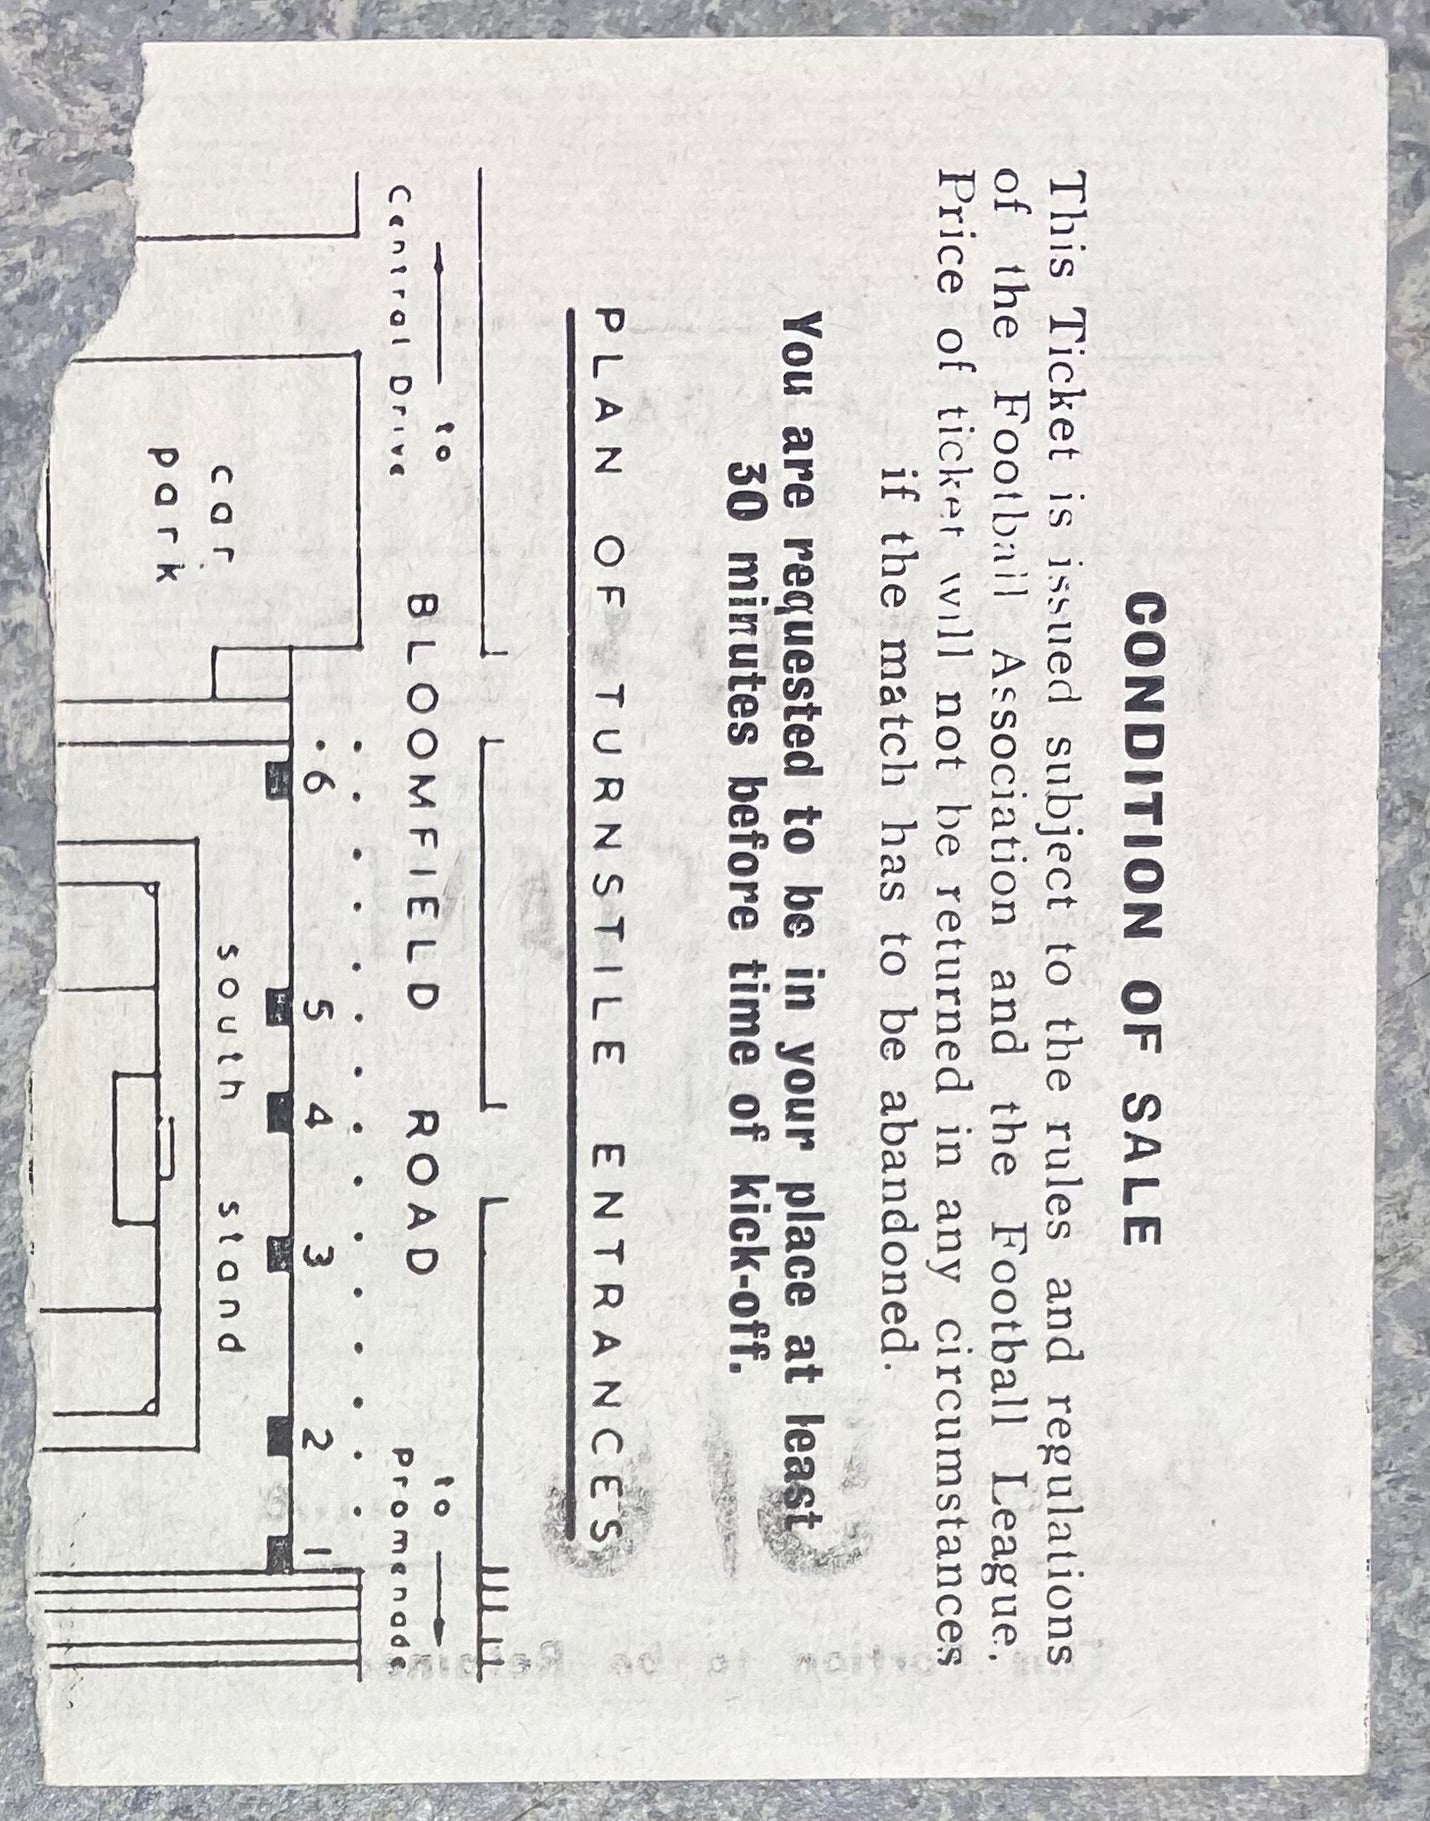 CONDITION OF SALE
This Ticket is issued subject to the rules and regulations
of the Football Association and the Football League.
Price of ticket will not be returned in any circumstances
if the match has to be abandoned.
You are requested to be in your place at least
30 minutes before time of kick-off.
PLAN OF TURNSTILE ENTRANCES
to
Central Drive
BLOOMFIELD ROAD
to
promenade
6 5 4 3 2 1
car
park
south stand